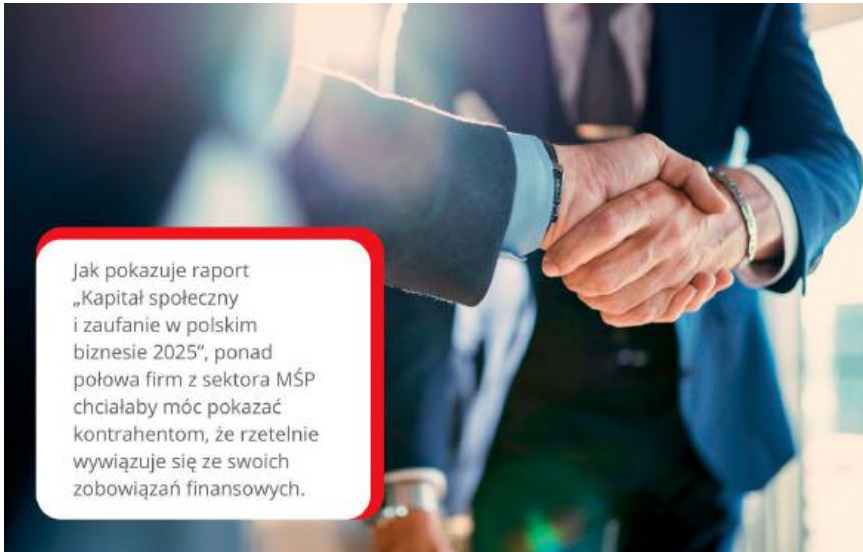 Jak pokazuje raport
„Kapitał społeczny
i zaufanie w polskim
biznesie 2025”, ponad
połowa firm z sektora MŚP
chciałaby móc pokazać
kontrahentom, że rzetelnie
wywiązuje się ze swoich
zobowiązań finansowych.